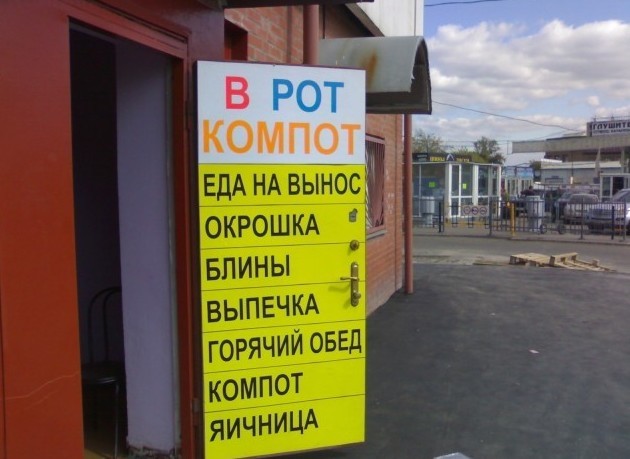 В РОТ
КОМПОТ
ЕДА НА ВЫНОС
ОКРОШКА
БЛИНЫ
ВЫПЕЧКА
ГОРЯЧИЙ ОБЕД
КОМПОТ
ЯИЧНИЦА